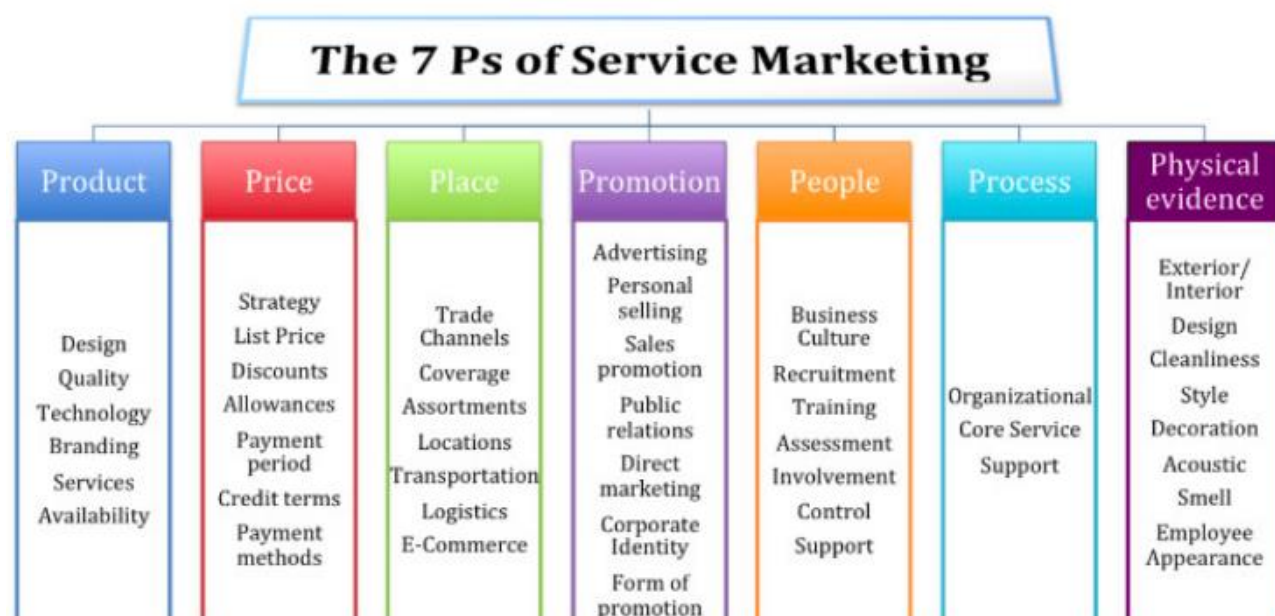 The 7 Ps of Service Marketing
Product
Design
Quality
Technology
Branding
Services
Availability
Price
Strategy
List Price
Discounts
Allowances
Payment
period
Credit terms
Payment
methods
Place
Trade
Channels
Coverage
Assortments
Locations
Transportation
Logistics
E-Commerce
Promotion
Advertising
Personal
selling
Sales
promotion
Public
relations
Direct
marketing
Corporate
Identity
Form of
promotion
People
Business
Culture
Recruitment
Training
Assessment
Involvement
Control
Support
Process
Organizational
Core Service
Support
Physical
evidence
Exterior/
Interior
Design
Cleanliness
Style
Decoration
Acoustic
Smell
Employee
Appearance